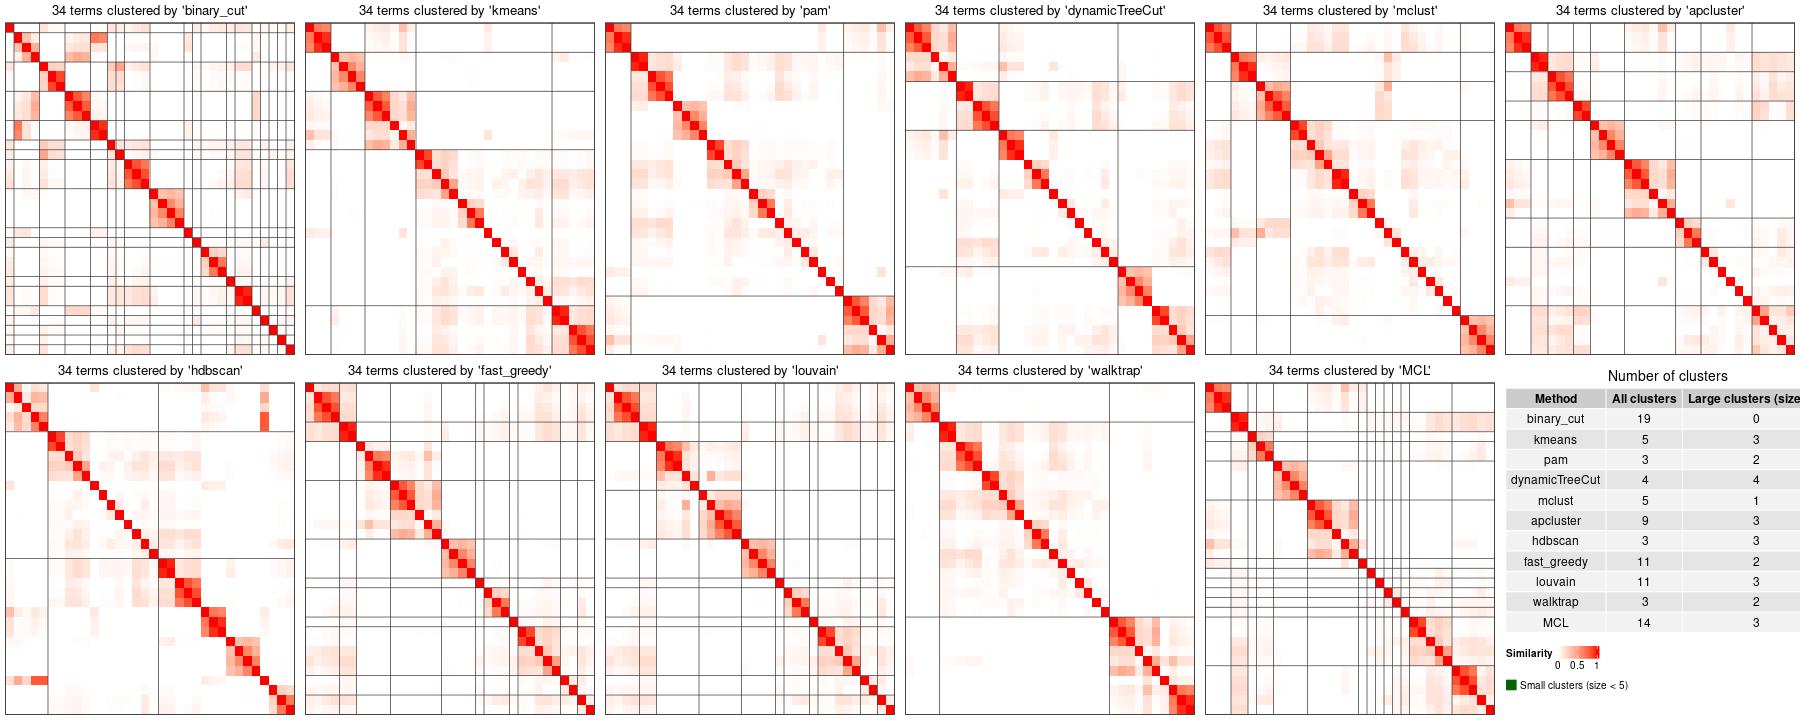 34 terms clustered by 'binary_cut'
34 terms clustered by 'kmeans'
34 terms clustered by 'pam'
34 terms clustered by 'dynamicTreeCut'
34 terms clustered by 'mclust'
34 terms clustered by 'apcluster'
34 terms clustered by 'hdbscan'
34 terms clustered by 'fast_greedy'
34 terms clustered by 'louvain'
34 terms clustered by 'walktrap'
34 terms clustered by 'MCL'
Number of clusters
Method All clusters Large clusters (size
binary_cut 19 0
kmeans 5 3
pam 3 2
dynamicTreeCut 4 4
mclust 5 1
apcluster 9 3
hdbscan 3 3
fast_greedy 11 2
louvain 11 3
walktrap 3 2
MCL 14 3
Similarity
0 0.5 1
Small clusters (size < 5)